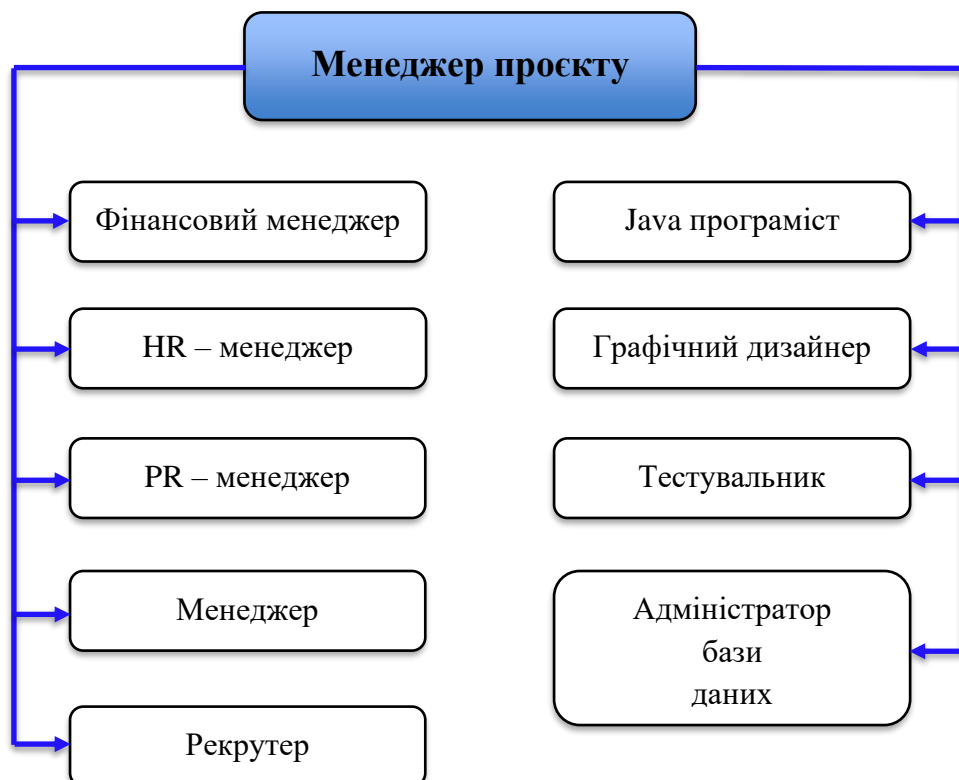 Менеджер проєкту
Фінансовий менеджер
HR – менеджер
PR – менеджер
Менеджер
Рекрутер
Java програміст
Графічний дизайнер
Тестувальник
Адміністратор
бази
даних